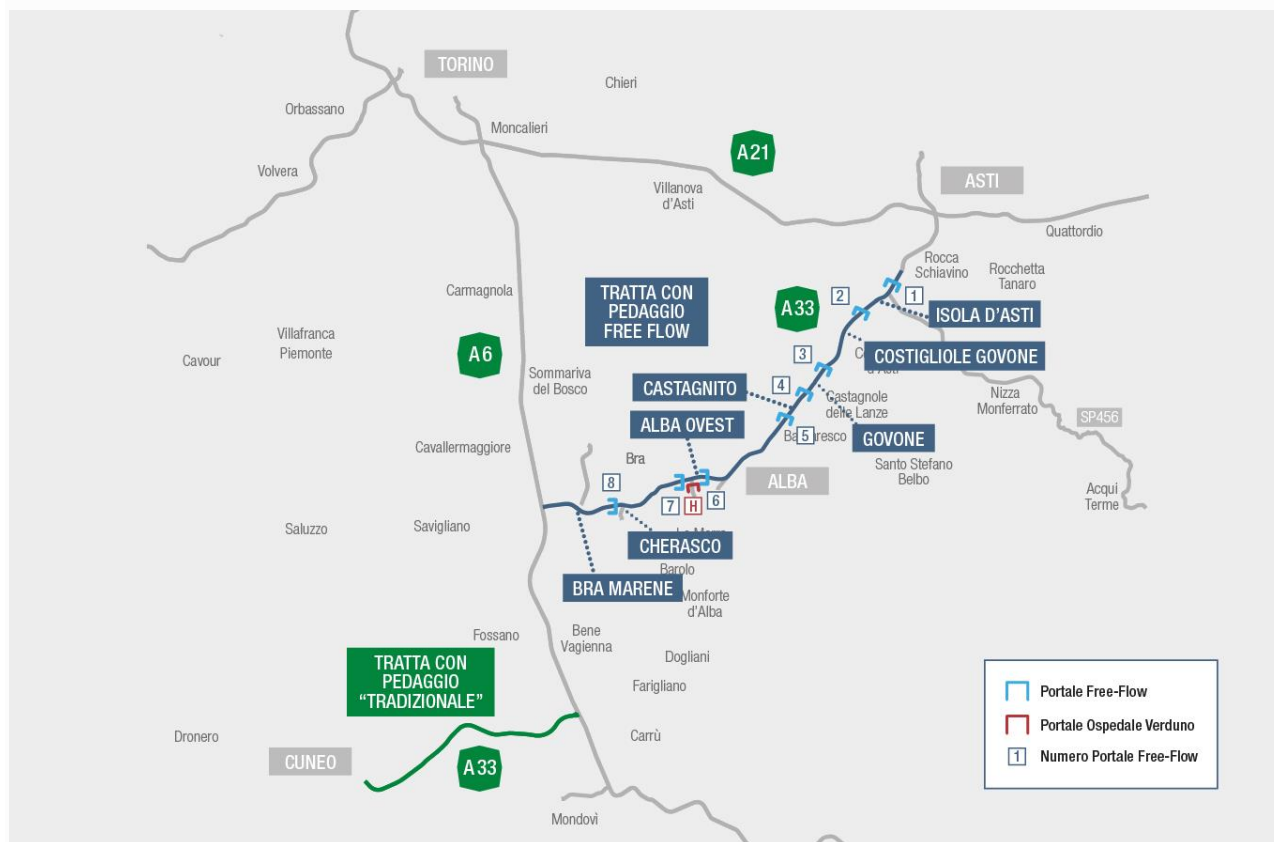 TORINO
Chieri
Orbassano
Moncalieri
A21
Volvera
Villanova
d'Asti
ASTI
Quattordio
Rocca
Schiavino
Rocchetta
Tanaro
Carmagnola
TRATTA CON
PEDAGGIO
FREE FLOW
A33
2
1
ISOLA D'ASTI
Villafranca
Piemonte
Cavour
A6
3
COSTIGLIOLE GOVONE
d'Asti
Sommariva
del Bosco
CASTAGNITO
4
Castagnole
delle Lanze
Nizza
Monferrato
SP456
ALBA OVEST
5
GOVONE
Cavallermaggiore
Bra
Santo Stefano
Belbo
8
ALBA
Acqui
Terme
7
H
6
Saluzzo
Savigliano
CHERASCO
Barolo
BRA MARENE
Monforte
d'Alba
Fossano
Bene
Vagienna
Dogliani
TRATTA CON
PEDAGGIO
“TRADIZIONALE”
Farigliano
Portale Free-Flow
Portale Ospedale Verduno
1
Numero Portale Free-Flow
Dronero
Carrù
CUNEO
A33
Mondovì